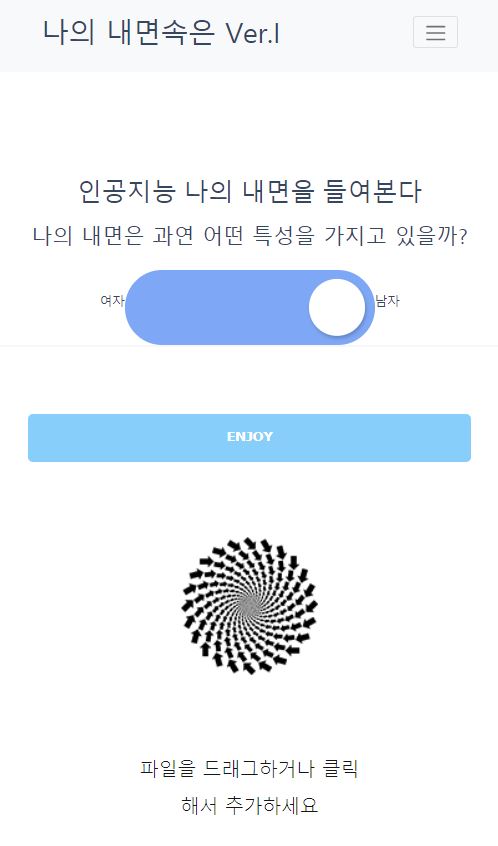 나의 내면속은 Ver.I
인공지능 나의 내면을 들여본다
나의 내면은 과연 어떤 특성을 가지고 있을까?
여자 남자
ENJOY
파일을 드래그하거나 클릭
해서 추가하세요